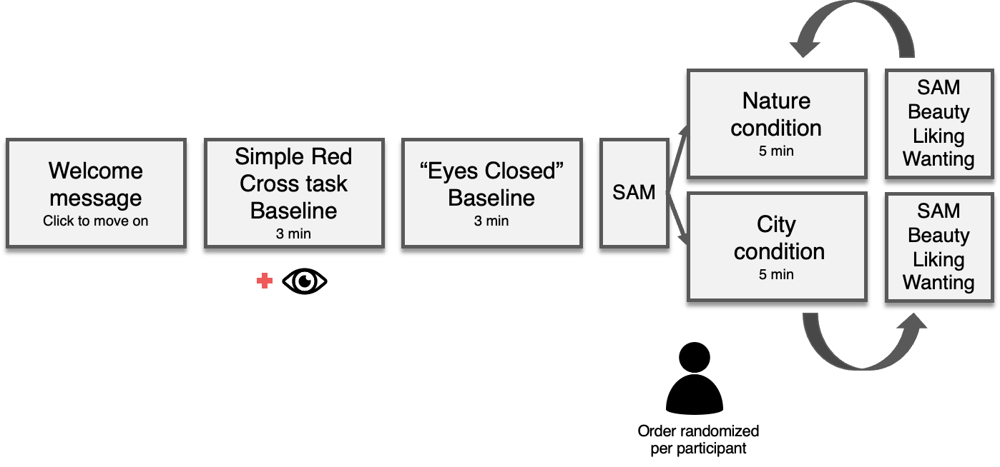 Welcome
message
Click to move on
Simple Red
Cross task
Baseline
3 min
“Eyes Closed”
Baseline
3 min
SAM
Nature
condition
5 min
SAM
Beauty
Liking
Wanting
City
condition
5 min
SAM
Beauty
Liking
Wanting
Order randomized
per participant